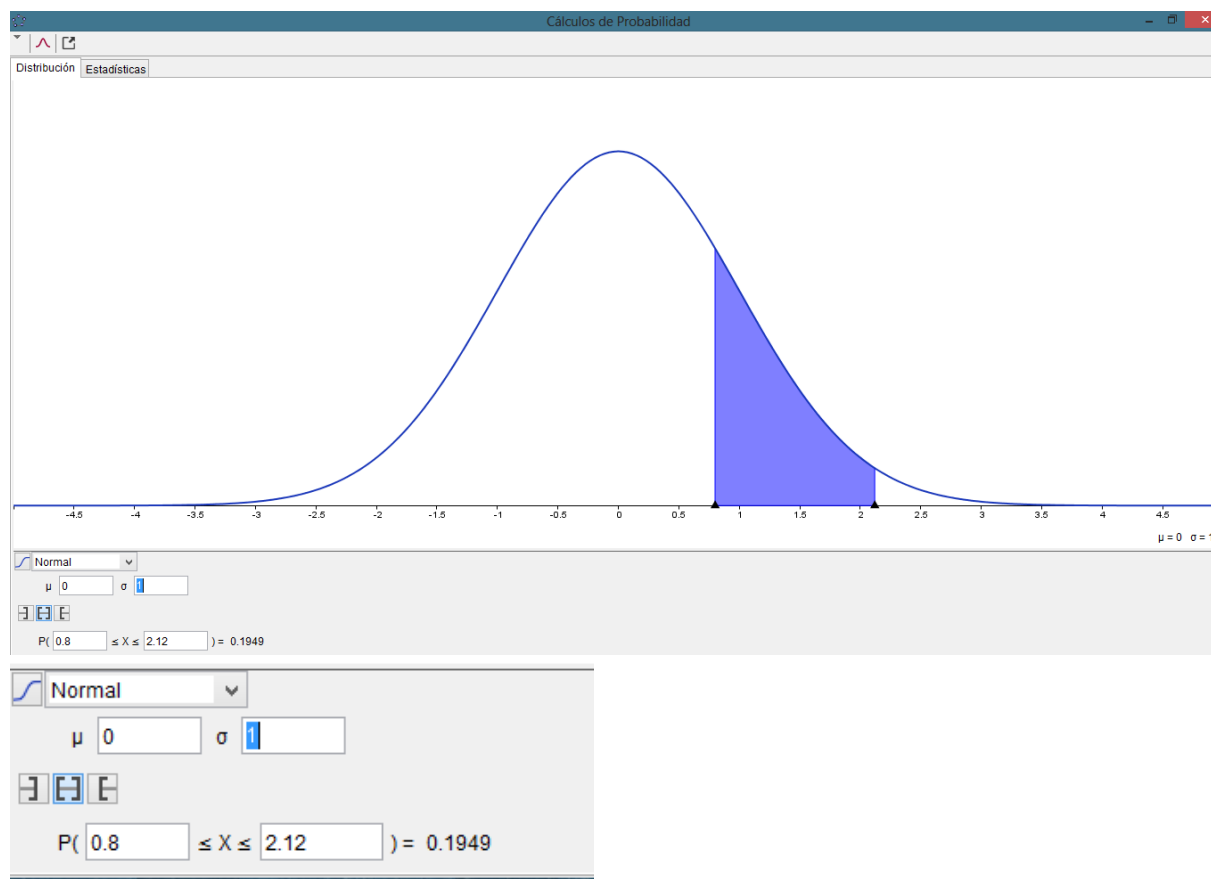 Cálculos de Probabilidad
Distribución Estadísticas
-4.5 -4 -3.5 -3 -2.5 -2 -1.5 -1 -0.5 0 0.5 1 1.5 2 2.5 3 3.5 4 4.5
μ = 0 σ = 1
Normal
μ 0 σ 1
P( 0.8 ≤ X ≤ 2.12 ) = 0.1949
Normal
μ 0 σ 1
P( 0.8 ≤ X ≤ 2.12 ) = 0.1949